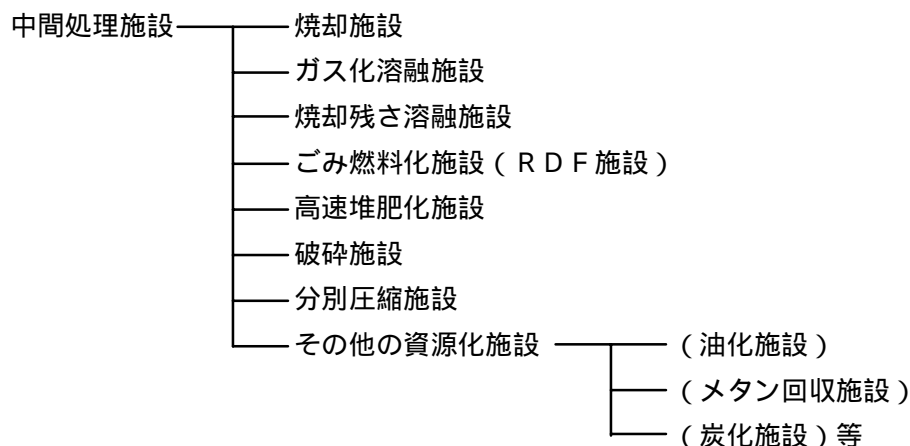 中間処理施設 焼却施設
ガス化溶融施設
焼却残さ溶融施設
ごみ燃料化施設(RDF施設)
高速堆肥化施設
破砕施設
分別圧縮施設
その他の資源化施設 (油化施設)
(メタン回収施設)
(炭化施設)等